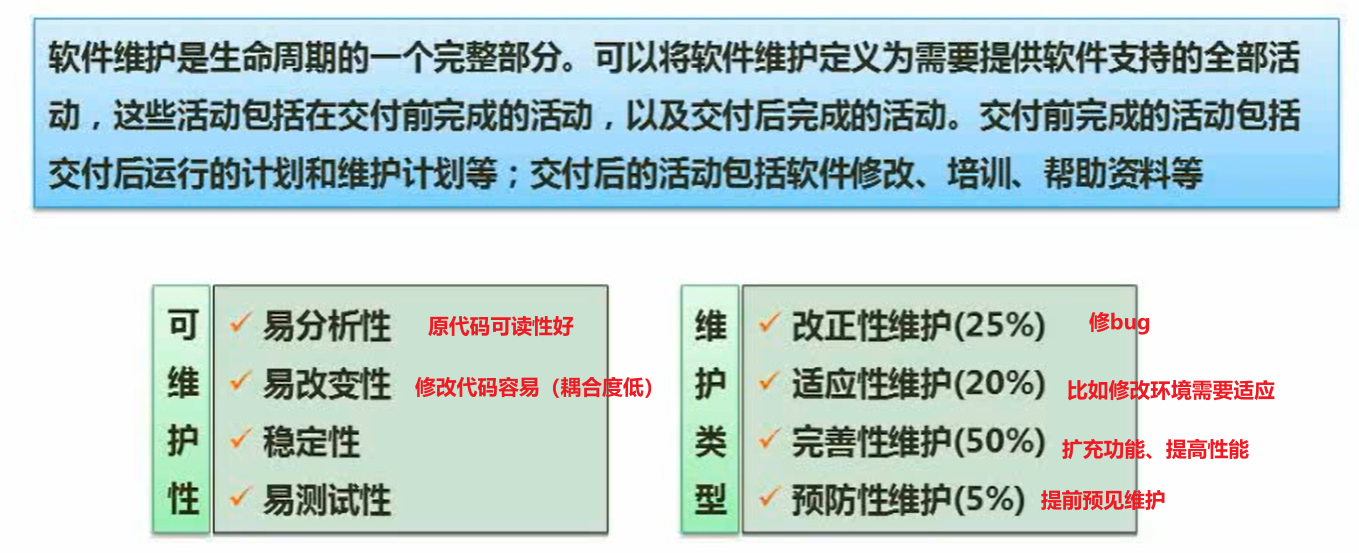 软件维护是生命周期的一个完整部分。可以将软件维护定义为需要提供软件支持的全部活
动，这些活动包括在交付前完成的活动，以及交付后完成的活动。交付前完成的活动包括
交付后运行的计划和维护计划等；交付后的活动包括软件修改、培训、帮助资料等
可维护性
✓ 易分析性 原代码可读性好
✓ 易改变性 修改代码容易（耦合度低）
✓ 稳定性
✓ 易测试性
维护类型
✓ 改正性维护(25%) 修bug
✓ 适应性维护(20%) 比如修改环境需要适应
✓ 完善性维护(50%) 扩充功能、提高性能
✓ 预防性维护(5%) 提前预见维护